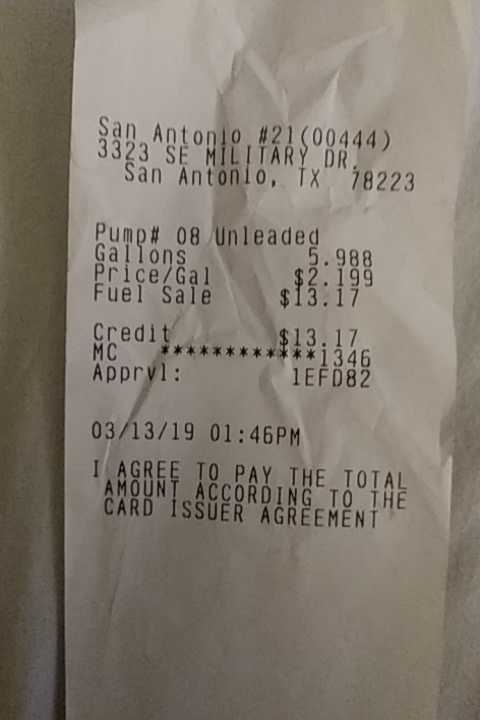 San Antonio #21(00444)
3323 SE MILITARY DR.
San Antonio, TX 78223
Pump# 08 Unleaded
Gallons 5.988
Price/Gal $2.199
Fuel Sale $13.17
Credit $13.17
MC ************1346
Apprvl: 1EFD82
03/13/19 01:46PM
I AGREE TO PAY THE TOTAL
AMOUNT ACCORDING TO THE
CARD ISSUER AGREEMENT